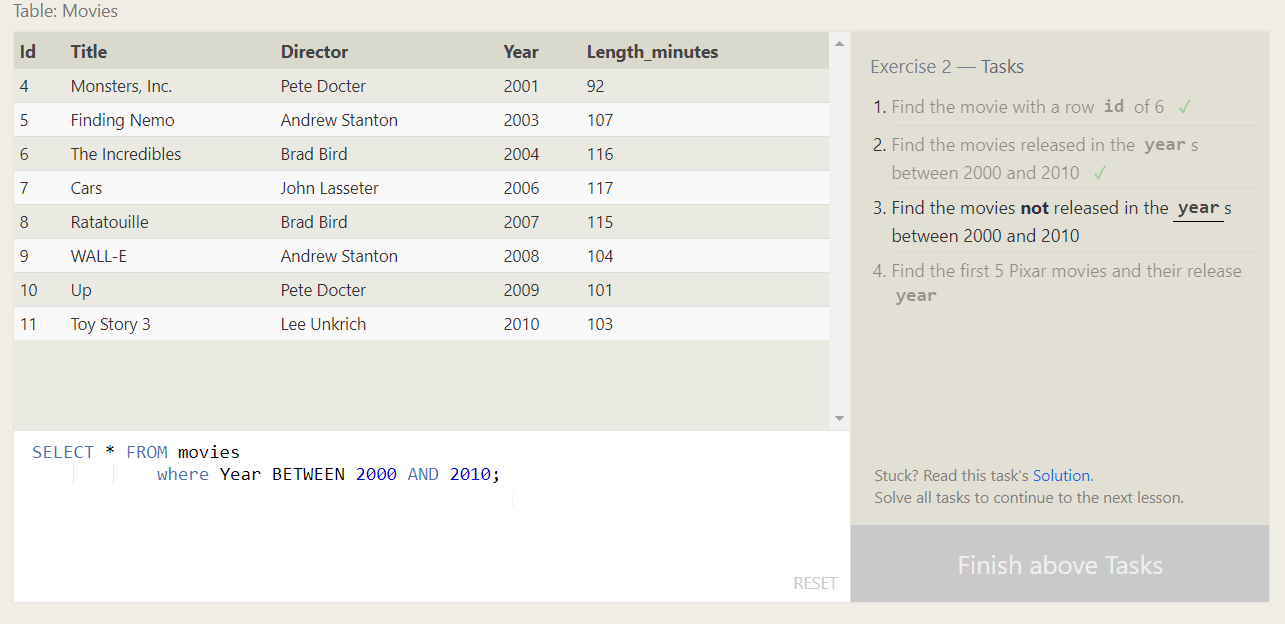 Table: Movies
Id Title Director Year Length_minutes
4 Monsters, Inc. Pete Docter 2001 92
5 Finding Nemo Andrew Stanton 2003 107
6 The Incredibles Brad Bird 2004 116
7 Cars John Lasseter 2006 117
8 Ratatouille Brad Bird 2007 115
9 WALL-E Andrew Stanton 2008 104
10 Up Pete Docter 2009 101
11 Toy Story 3 Lee Unkrich 2010 103
SELECT * FROM movies
where Year BETWEEN 2000 AND 2010;
RESET
Exercise 2 — Tasks
1. Find the movie with a row id of 6 ✓
2. Find the movies released in the year s
between 2000 and 2010 ✓
3. Find the movies not released in the year s
between 2000 and 2010
4. Find the first 5 Pixar movies and their release
year
Stuck? Read this task's Solution.
Solve all tasks to continue to the next lesson.
Finish above Tasks